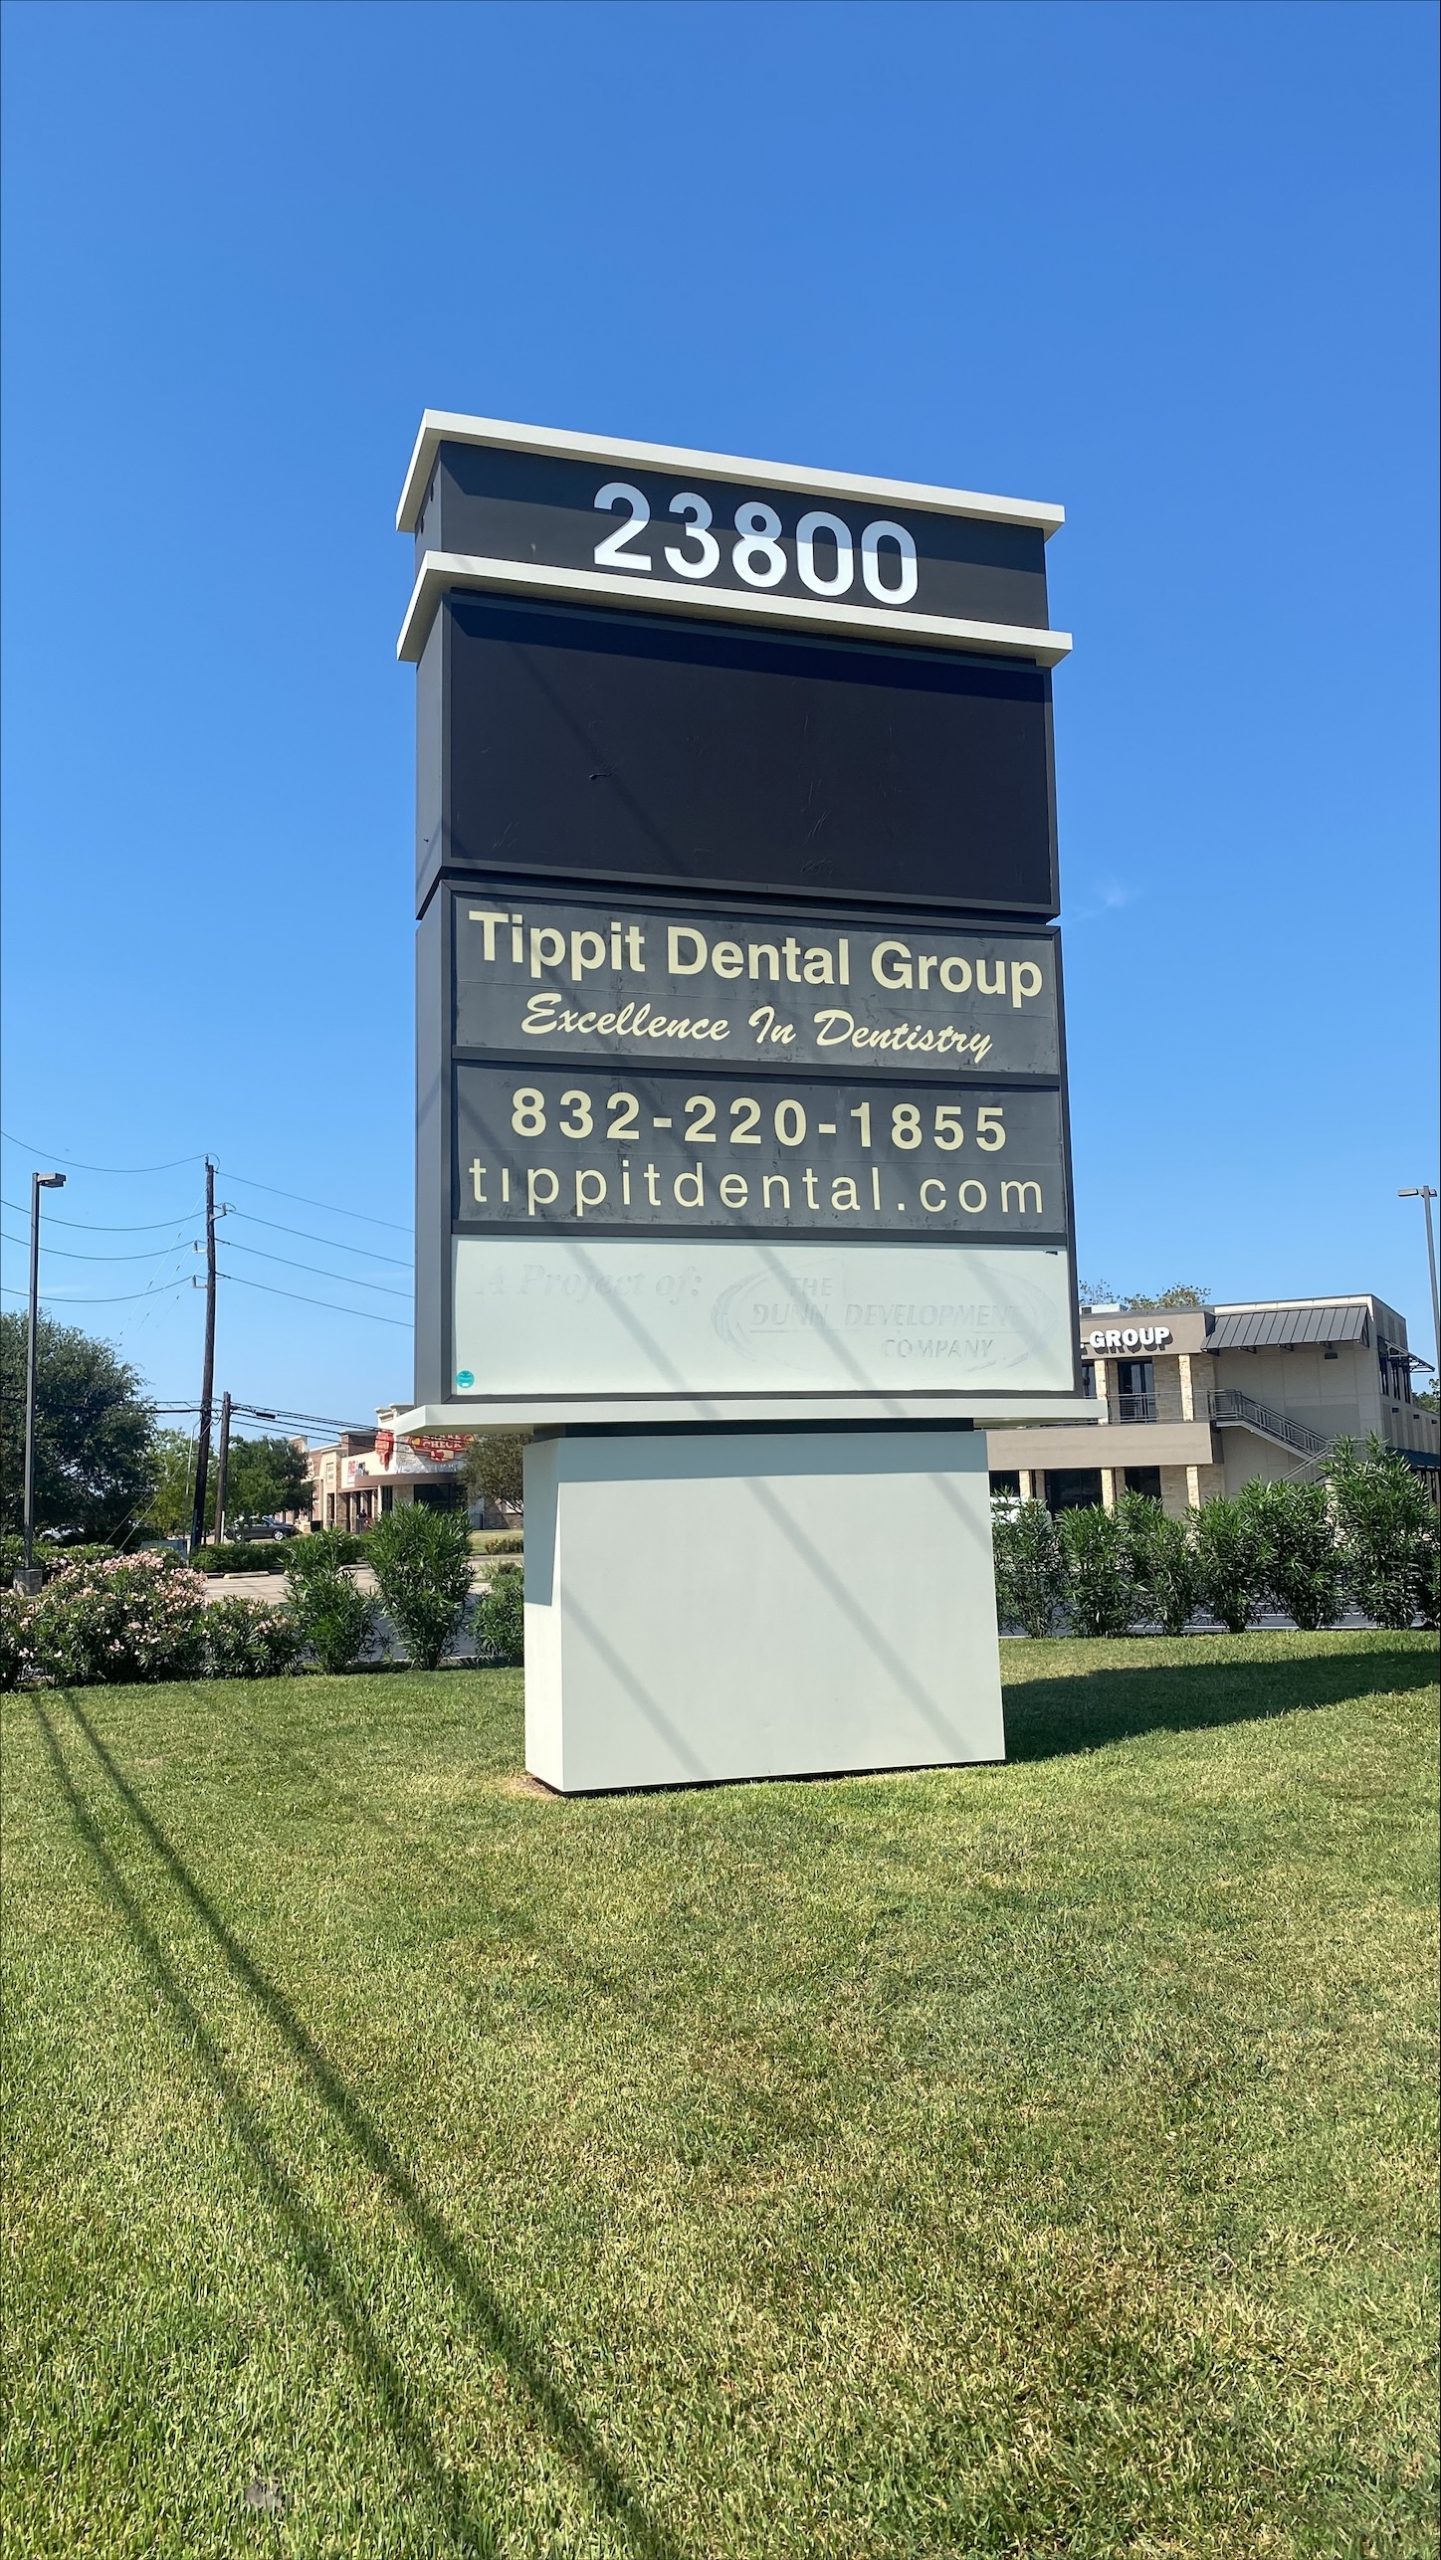 23800
Tippit Dental Group
Excellence In Dentistry
832-220-1855
tippitdental.com
A Project of:
THE
DUNN DEVELOPMENT
COMPANY
GROUP
CHECK